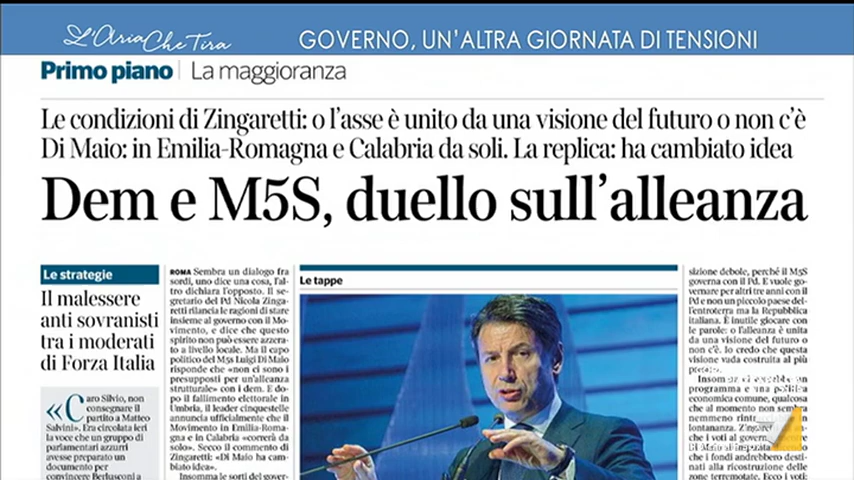 L'Aria Che Tira
GOVERNO, UN'ALTRA GIORNATA DI TENSIONI
Primo piano | La maggioranza
Le condizioni di Zingaretti: o l'asse è unito da una visione del futuro o non c'è
Di Maio: in Emilia-Romagna e Calabria da soli. La replica: ha cambiato idea
Dem e M5S, duello sull'alleanza
Le strategie
Il malessere
anti sovranisti
tra i moderati
di Forza Italia
«Caro Silvio, non
consegnare il
partito a Matteo
Salvini». Era circolata ieri
la voce che un gruppo di
parlamentari azzurri
avesse preparato un
documento per
convincere Berlusconi a
ROMA Sembra un dialogo fra
sordi, uno dice una cosa, l'al-
tro dichiara l'opposto. Il se-
gretario del Pd Nicola Zinga-
retti rilancia le ragioni di stare
insieme al governo con il Mo-
vimento, e dice che questo
spirito non può essere azzera-
to a livello locale. Ma il capo
politico del M5s Luigi Di Maio
risponde che «non ci sono i
presupposti per un'alleanza
strutturale» con i dem. E do-
po il fallimento elettorale in
Umbria, il leader cinquestelle
annuncia ufficialmente che il
Movimento in Emilia-Roma-
gna e in Calabria «correrà da
solo». Secco il commento di
Zingaretti: «Di Maio ha cam-
biato idea».
Insomma le sorti del gover-
Le tappe
sizione debole, perché il M5S
governa con il Pd. E vuole go-
vernare per altri tre anni con il
Pd e non un piccolo paese del-
l'entroterra ma la Repubblica
italiana. È inutile giocare con
le parole: o l'alleanza è unita
da una visione del futuro o
non c'è. Io credo che questa
visione vada costruita al più
presto».
programma e una politica
economica comune, qualcosa
che al momento non sembra
nemmeno
lontananza.
che i voti al governo
di Maio
che i fondi andrebbero desti-
nati alla ricostruzione delle
zone terremotate. E